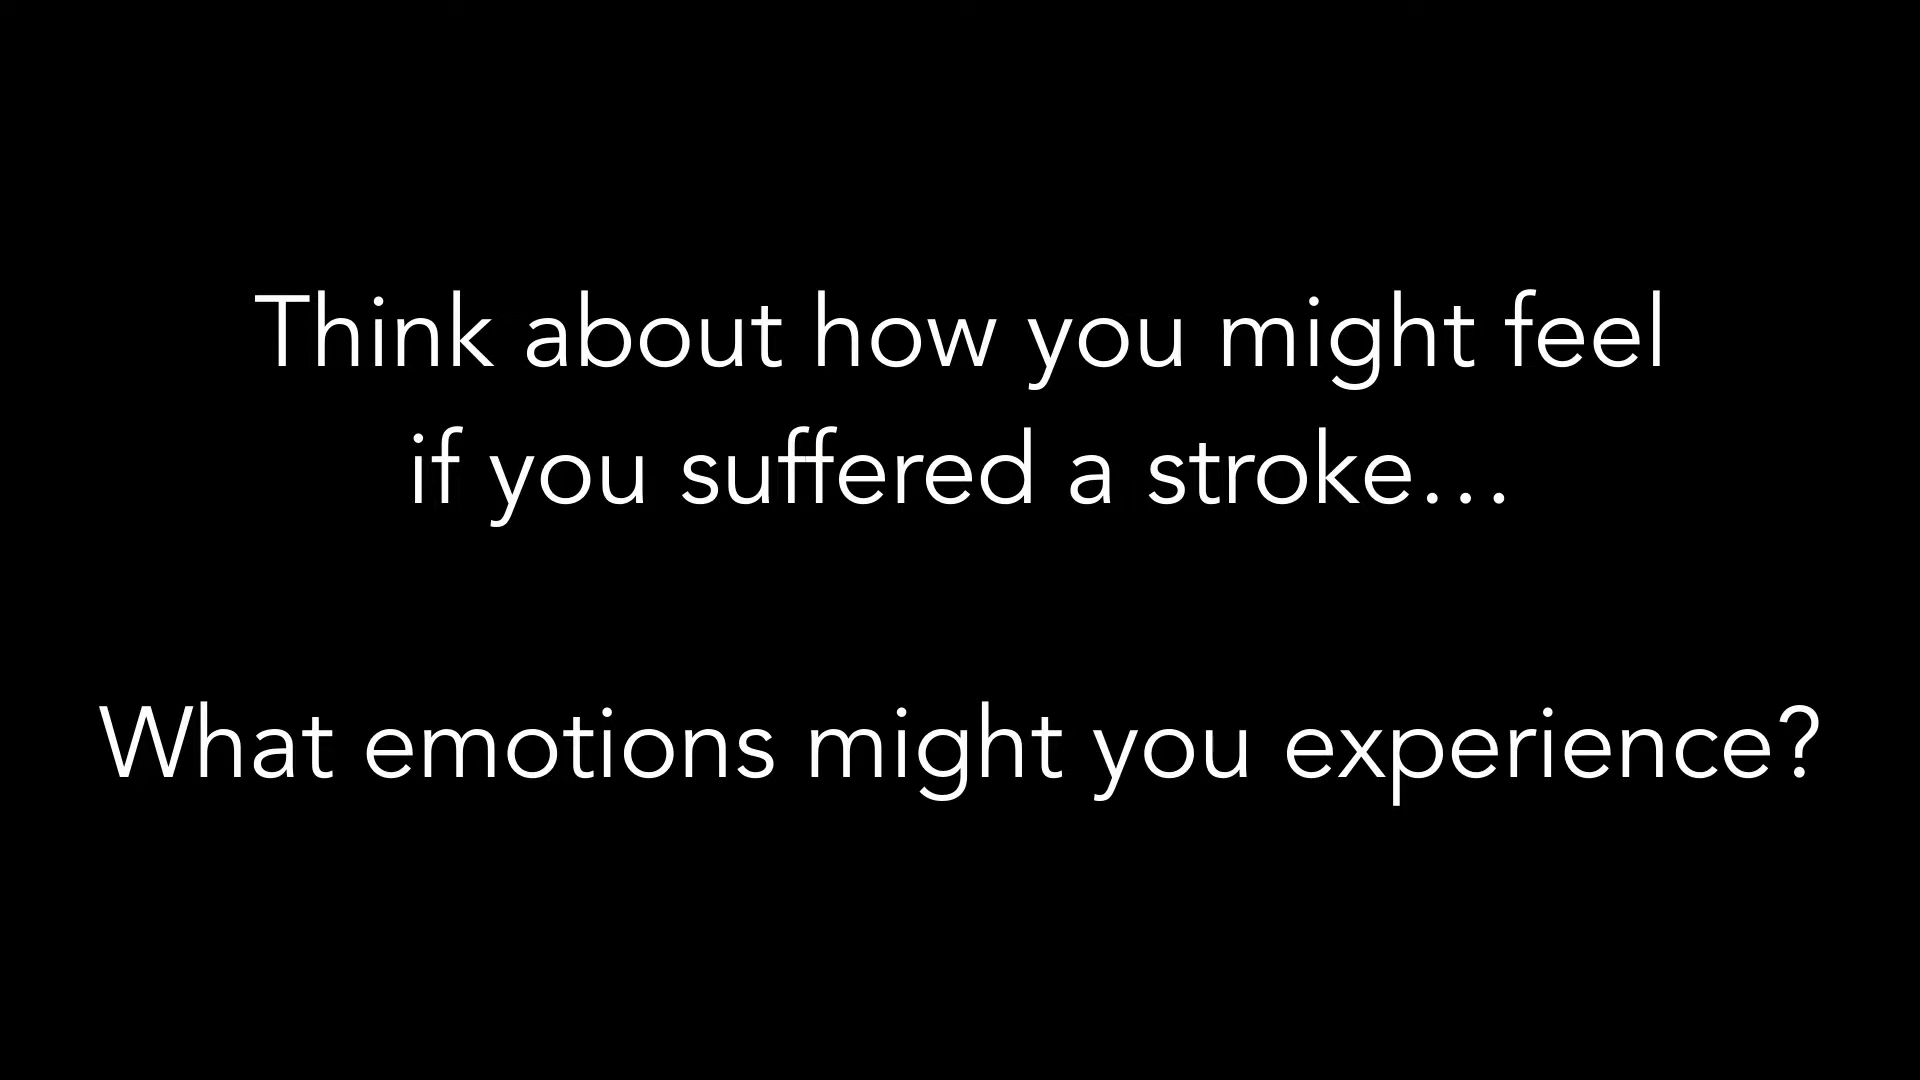 Think about how you might feel
if you suffered a stroke…
What emotions might you experience?